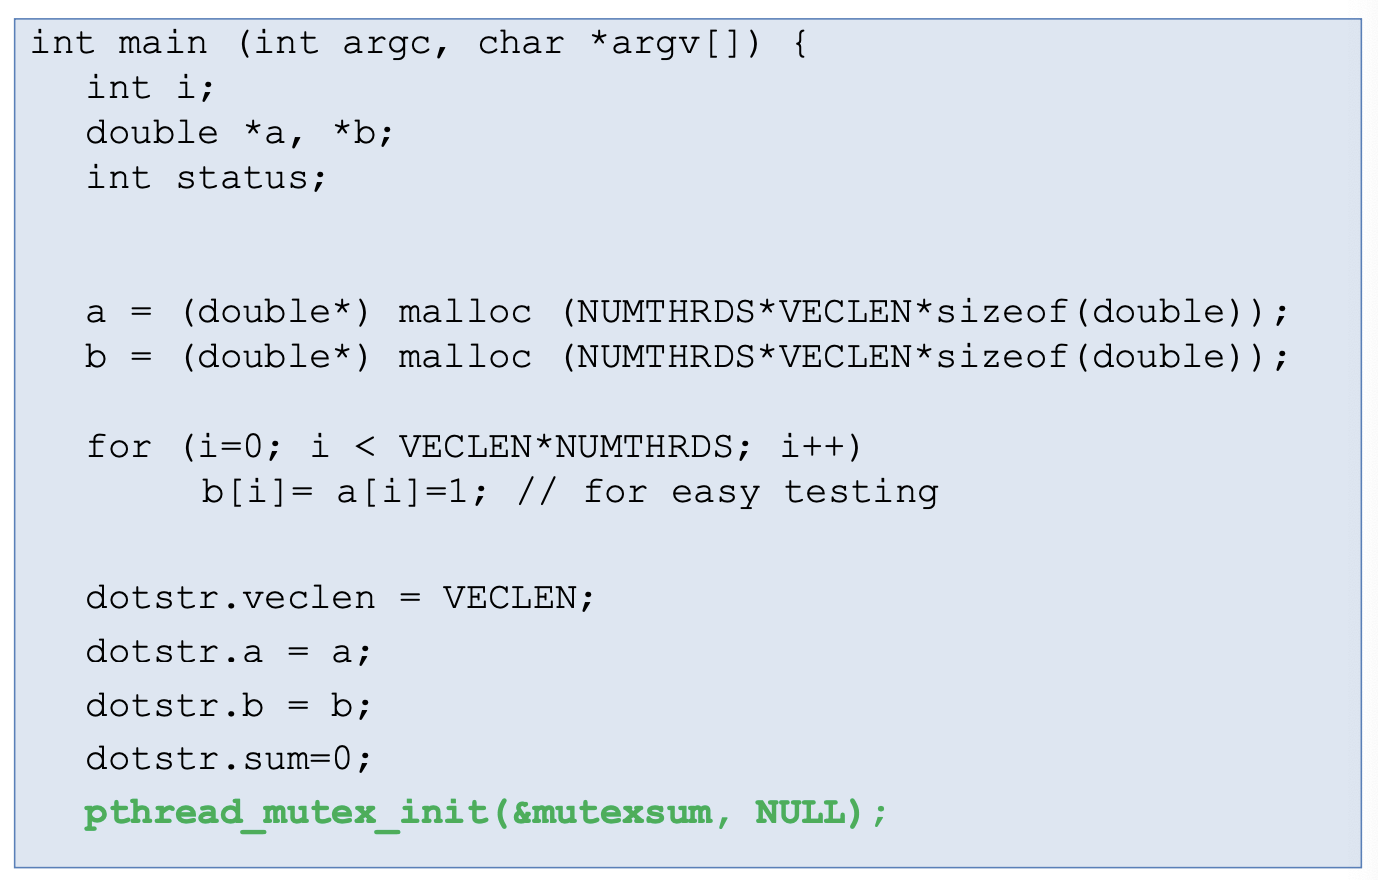 int main (int argc, char *argv[]) {
int i;
double *a, *b;
int status;
a = (double*) malloc (NUMTHRDS*VECLEN*sizeof(double));
b = (double*) malloc (NUMTHRDS*VECLEN*sizeof(double));
for (i=0; i < VECLEN*NUMTHRDS; i++)
b[i]= a[i]=1; // for easy testing
dotstr.veclen = VECLEN;
dotstr.a = a;
dotstr.b = b;
dotstr.sum=0;
pthread_mutex_init(&mutexsum, NULL);